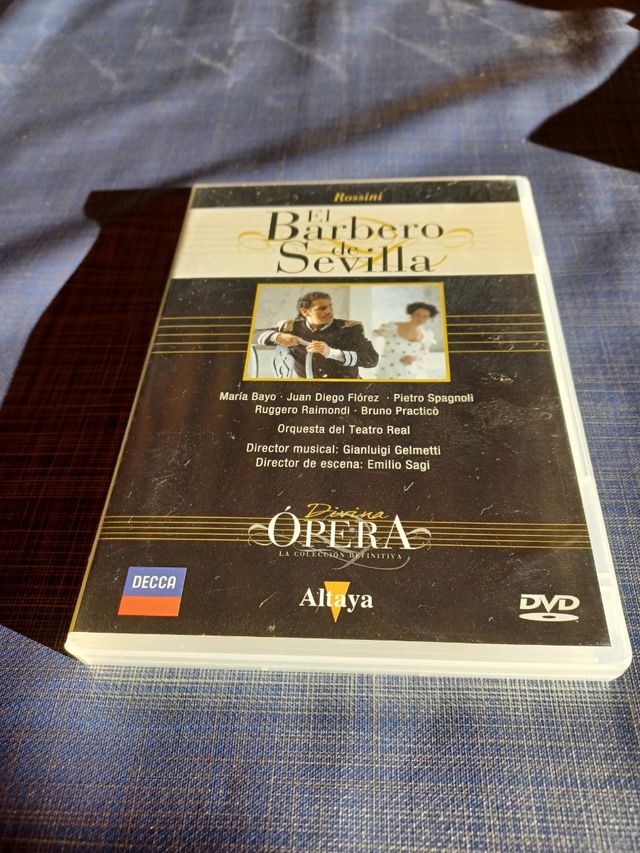 Rossini
El
Barbero
de
Sevilla
María Bayo · Juan Diego Flórez · Pietro Spagnoli
Ruggero Raimondi · Bruno Practicò
Orquesta del Teatro Real
Director musical: Gianluigi Gelmetti
Director de escena: Emilio Sagi
Divina
ÓPERA
LA COLECCIÓN DEFINITIVA
DECCA
Altaya
DVD